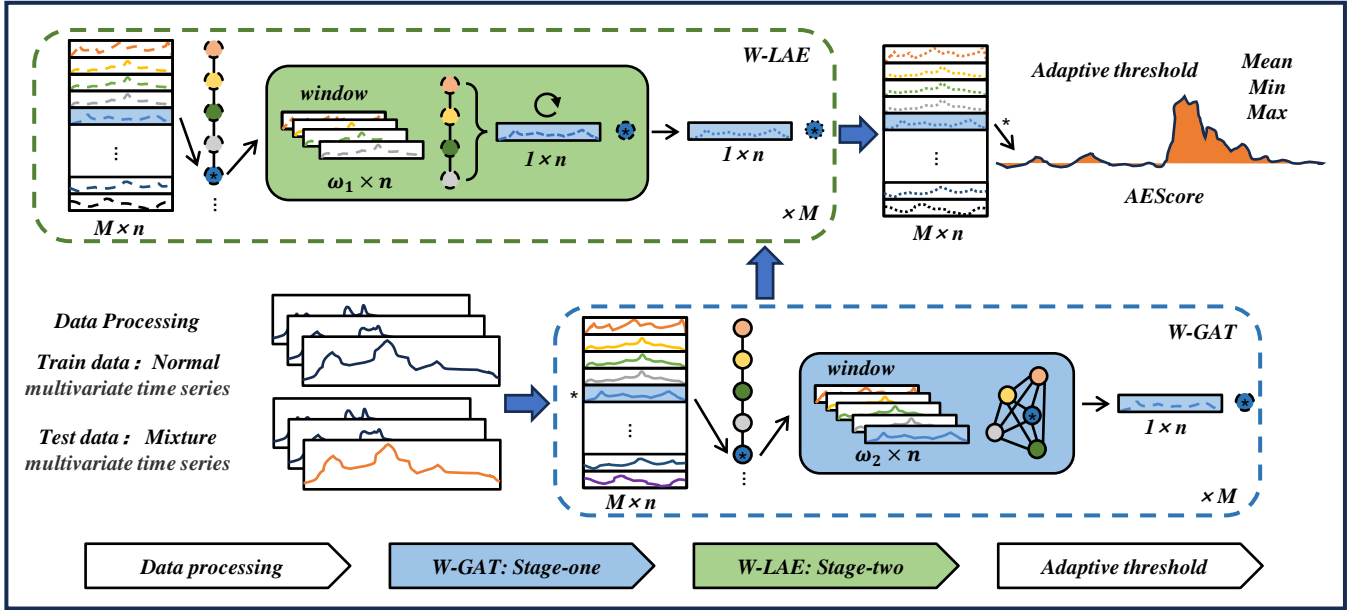 W-LAE
window
ω₁ × n
1 × n
1 × n
× M
M × n
*
*
*
⋮
...
Adaptive threshold
Mean
Min
Max
*
AEScore
M × n
⋮
Data Processing
Train data： Normal
multivariate time series
Test data： Mixture
multivariate time series
W-GAT
*
window
ω₂ × n
*
*
1 × n
*
× M
M × n
⋮
...
Data processing
W-GAT: Stage-one
W-LAE: Stage-two
Adaptive threshold